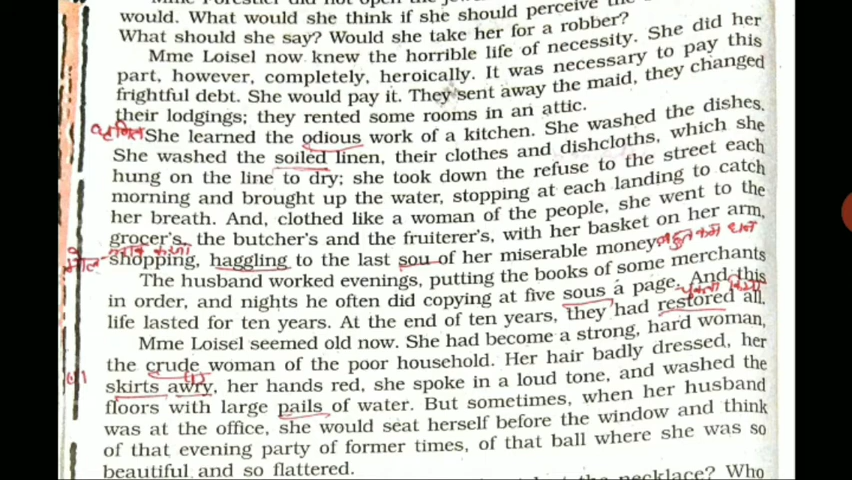 would. What would she think if she should perceive the
What should she say? Would she take her for a robber?
Mme Loisel now knew the horrible life of necessity. She did her
part, however, completely, heroically. It was necessary to pay this
frightful debt. She would pay it. They sent away the maid, they changed
their lodgings; they rented some rooms in an attic.
She learned the odious work of a kitchen. She washed the dishes.
She washed the soiled linen, their clothes and dishcloths, which she
hung on the line to dry; she took down the refuse to the street each
morning and brought up the water, stopping at each landing to catch
her breath. And, clothed like a woman of the people, she went to the
grocer's, the butcher's and the fruiterer's, with her basket on her arm,
shopping, haggling to the last sou of her miserable money. बहुत कम धन
The husband worked evenings, putting the books of some merchants
in order, and nights he often did copying at five sous a page. And this
life lasted for ten years. At the end of ten years, they had restored all.
Mme Loisel seemed old now. She had become a strong, hard woman,
the crude woman of the poor household. Her hair badly dressed, her
skirts awry, her hands red, she spoke in a loud tone, and washed the
floors with large pails of water. But sometimes, when her husband
was at the office, she would seat herself before the window and think
of that evening party of former times, of that ball where she was so
beautiful and so flattered.
the necklace? Who